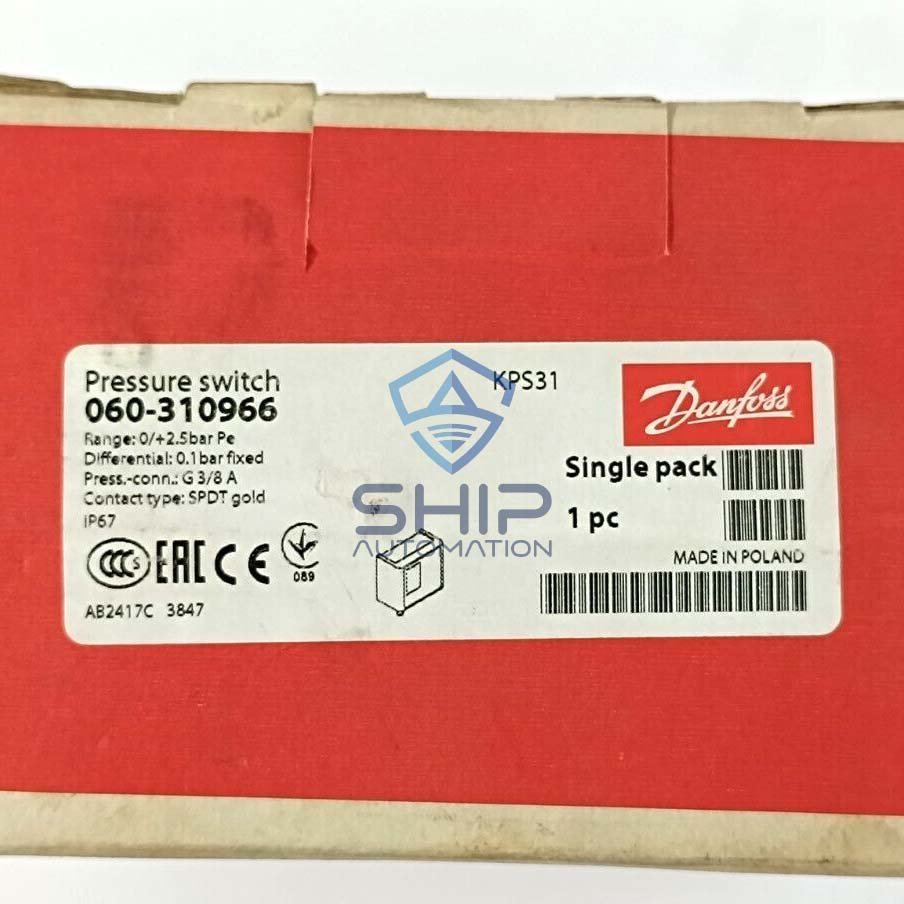 Pressure switch
060-310966
Range: 0/+2.5bar Pe
Differential: 0.1bar fixed
Press.-conn.: G 3/8 A
Contact type: SPDT gold
IP67
CCC S
EAC CE
089
AB2417C 3847
KPS31
Danfoss
Single pack
1 pc
MADE IN POLAND
SHIP
AUTOMATION